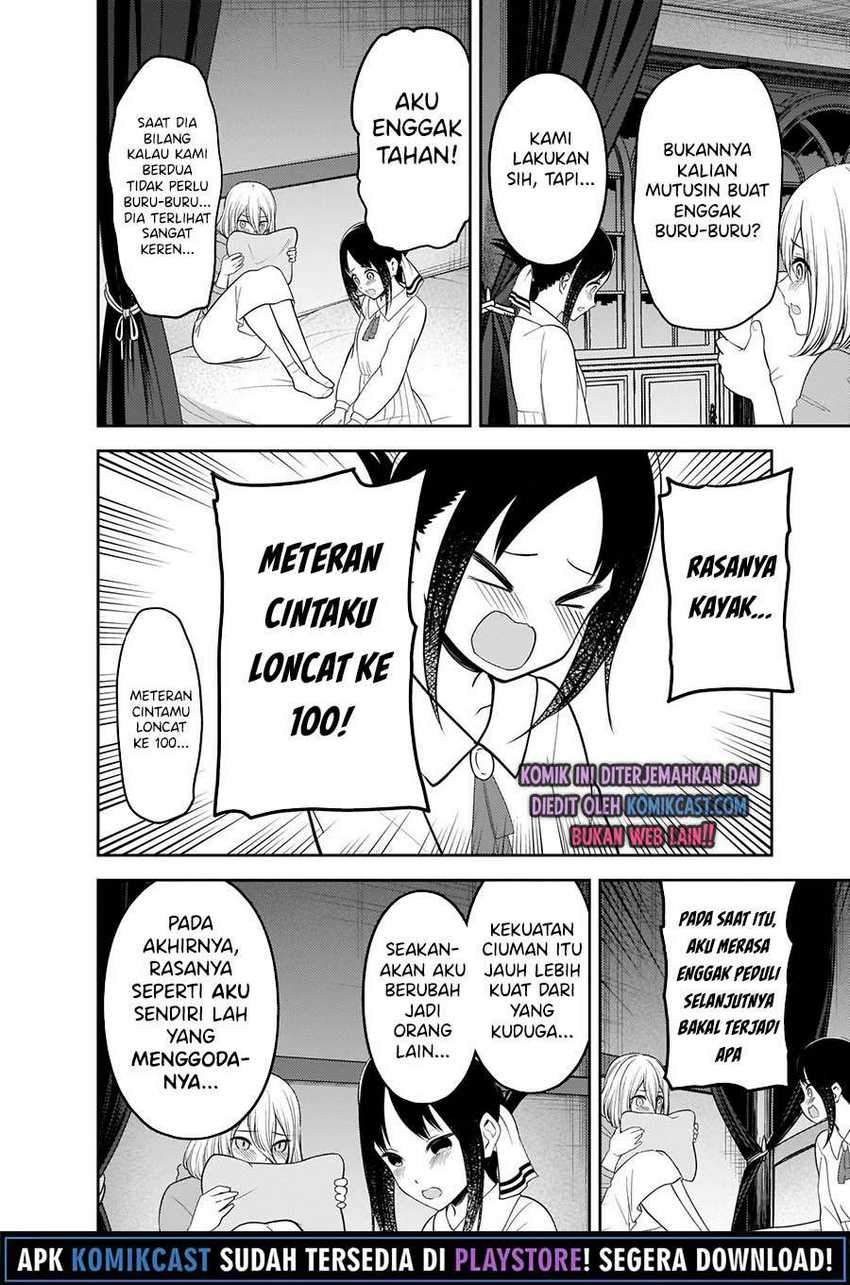 BUKANNYA
KALIAN
MUTUSIN BUAT
ENGGAK
BURU-BURU?
KAMI
LAKUKAN
SIH, TAPI...
AKU
ENGGAK
TAHAN!
SAAT DIA
BILANG
KALAU KAMI
BERDUA
TIDAK PERLU
BURU-BURU...
DIA TERLIHAT
SANGAT
KEREN...
RASANYA
KAYAK...
METERAN
CINTAKU
LONCAT KE
100!
METERAN
CINTAMU
LONCAT
KE 100...
KOMIK INI DITERJEMAHKAN DAN
DIEDIT OLEH KOMIKCAST.COM
BUKAN WEB LAIN!!
PADA SAAT ITU,
AKU MERASA
ENGGAK PEDULI
SELANJUTNYA
BAKAL TERJADI
APA
KEKUATAN
CIUMAN ITU
JAUH LEBIH
KUAT DARI
YANG
KUDUGA...
SEAKAN-
AKAN AKU
BERUBAH
JADI
ORANG
LAIN...
PADA
AKHIRNYA,
RASANYA
SEPERTI AKU
SENDIRI LAH
YANG
MENGGODA-
NYA...
APK KOMIKCAST SUDAH TERSEDIA DI PLAYSTORE! SEGERA DOWNLOAD!